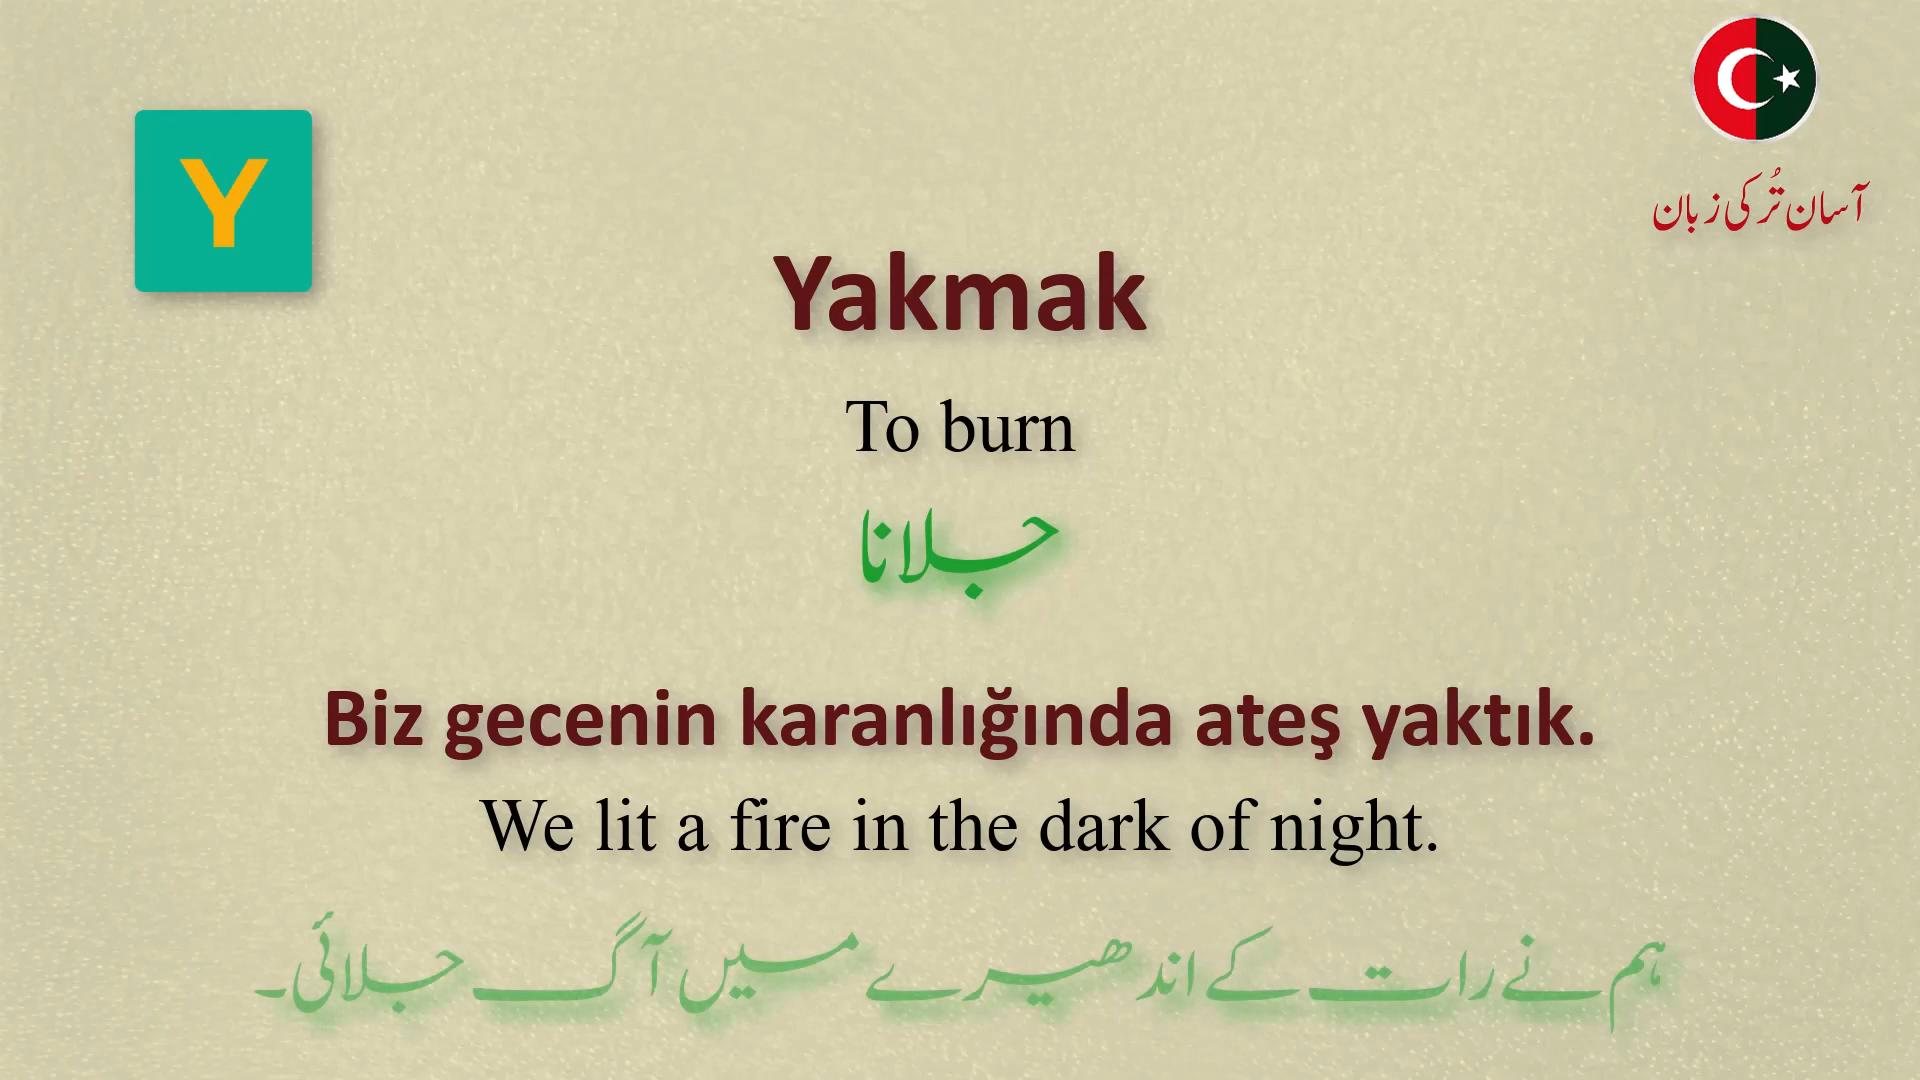 Y
آسان تُرکی زبان
Yakmak
To burn
جلانا
Biz gecenin karanlığında ateş yaktık.
We lit a fire in the dark of night.
ہم نے رات کے اندھیرے میں آگ جلائی۔